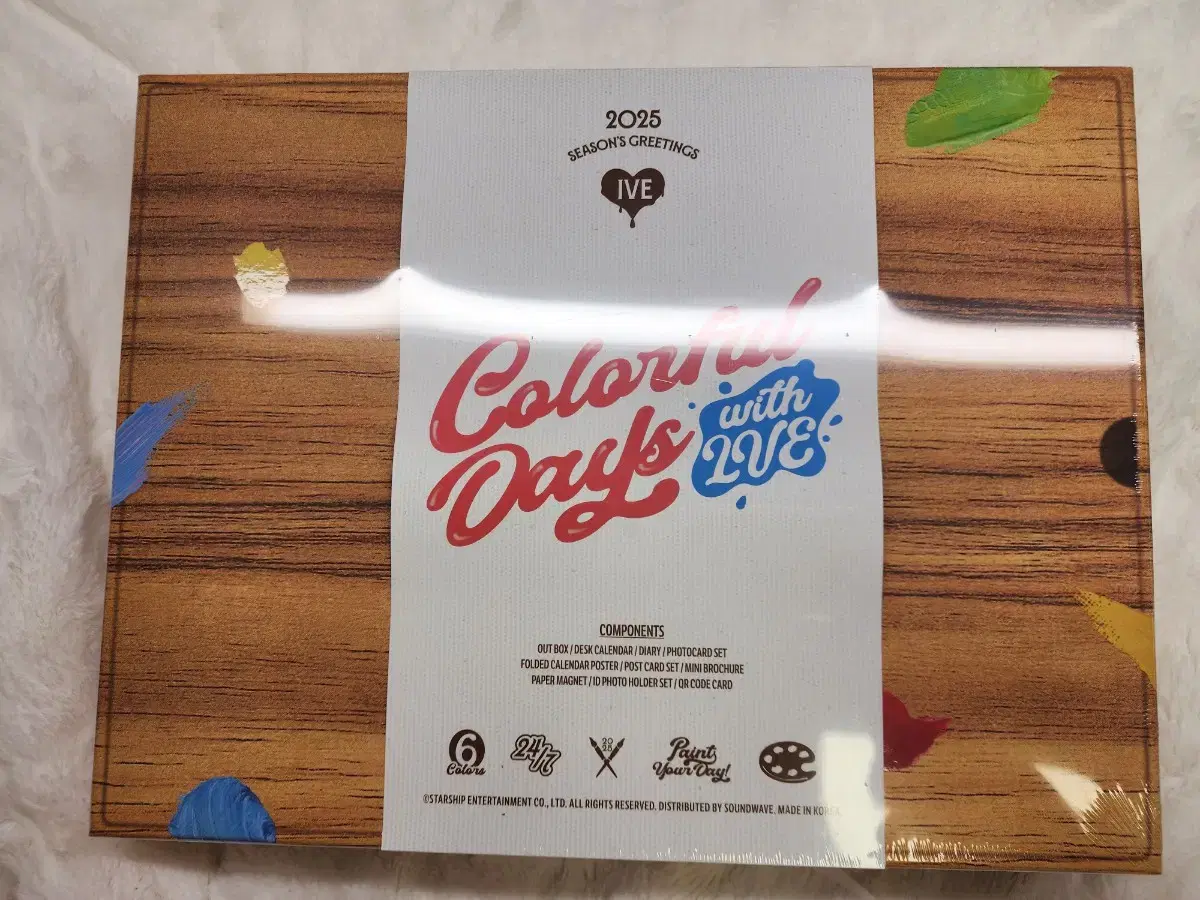 2025
SEASON'S GREETINGS
IVE
Colorful
Days
with
IVE
COMPONENTS
OUT BOX / DESK CALENDAR / DIARY / PHOTOCARD SET
FOLDED CALENDAR POSTER / POST CARD SET / MINI BROCHURE
PAPER MAGNET / ID PHOTO HOLDER SET / QR CODE CARD
6
Colors
24/7
20
25
Paint
Your Day!
©STARSHIP ENTERTAINMENT CO., LTD. ALL RIGHTS RESERVED. DISTRIBUTED BY SOUNDWAVE. MADE IN KOREA